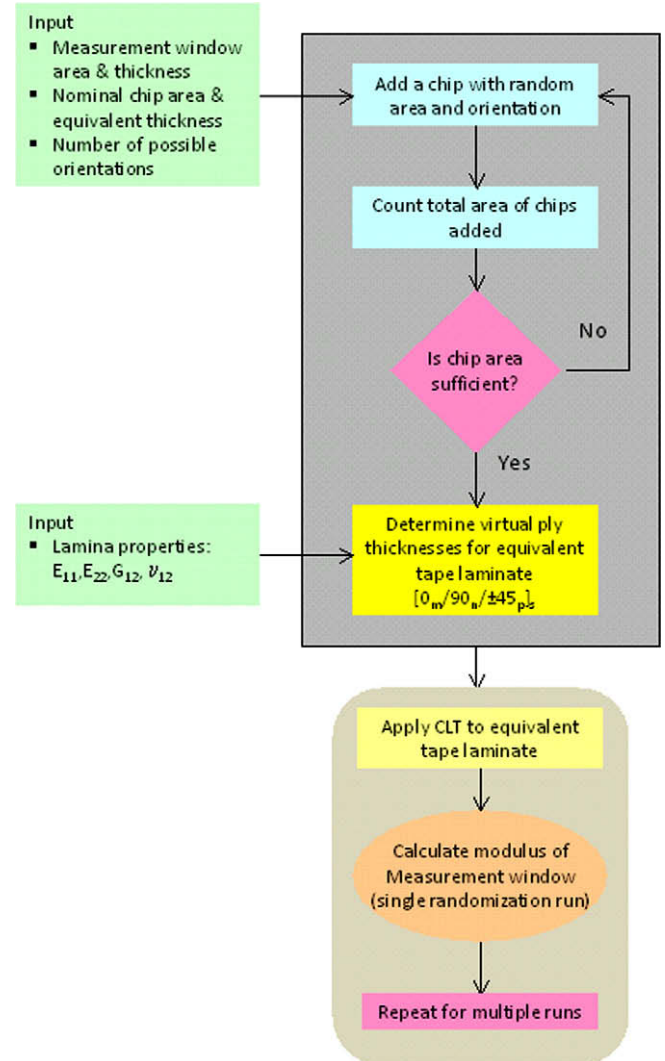 Input
▪ Measurement window
area & thickness
▪ Nominal chip area &
equivalent thickness
▪ Number of possible
orientations
Add a chip with random
area and orientation
Count total area of chips
added
Is chip area
sufficient?
No
Yes
Input
▪ Lamina properties:
E₁₁,E₂₂,G₁₂, ν₁₂
Determine virtual ply
thicknesses for equivalent
tape laminate
[0ₘ/90ₙ/±45ₚ]ₛ
Apply CLT to equivalent
tape laminate
Calculate modulus of
Measurement window
(single randomization run)
Repeat for multiple runs